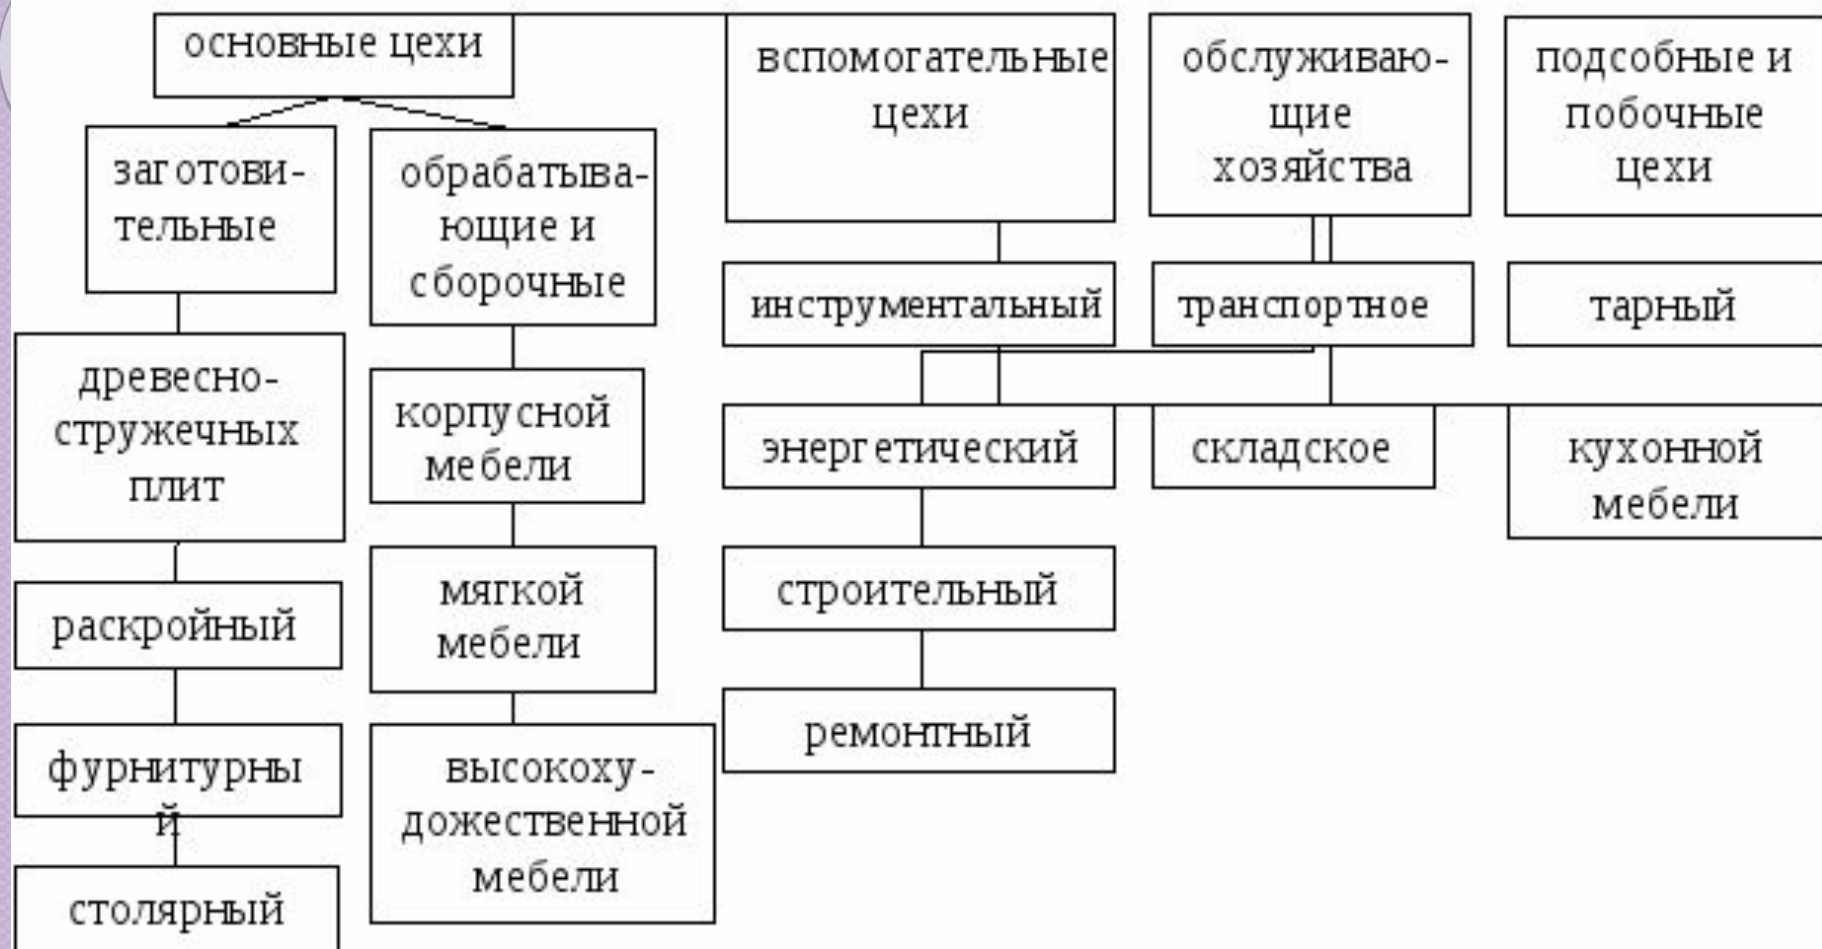 основные цехи
вспомогательные
цехи
обслуживаю-
щие
хозяйства
подсобные и
побочные
цехи
заготови-
тельные
обрабатыва-
ющие и
сборочные
инструментальный
транспортное
тарный
древесно-
стружечных
плит
корпусной
мебели
энергетический
складское
кухонной
мебели
раскройный
мягкой
мебели
строительный
фурнитурны
й
высокоху-
дожественной
мебели
ремонтный
столярный